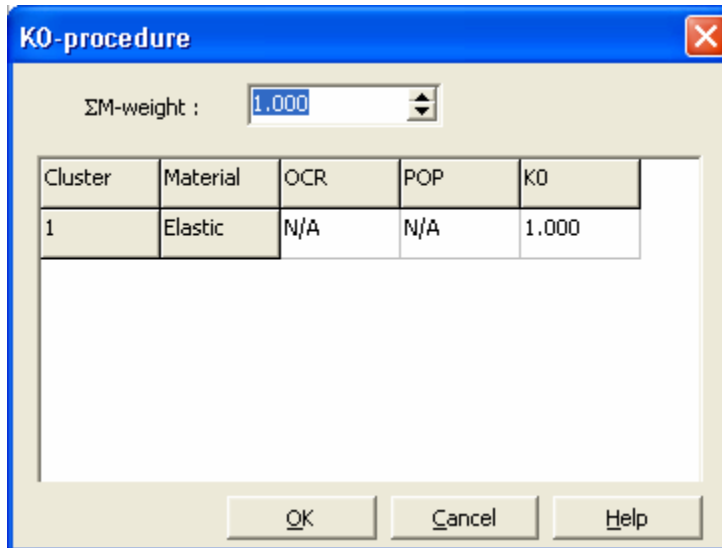 K0-procedure
ΣM-weight : 1.000
Cluster Material OCR POP K0
1 Elastic N/A N/A 1.000
OK Cancel Help